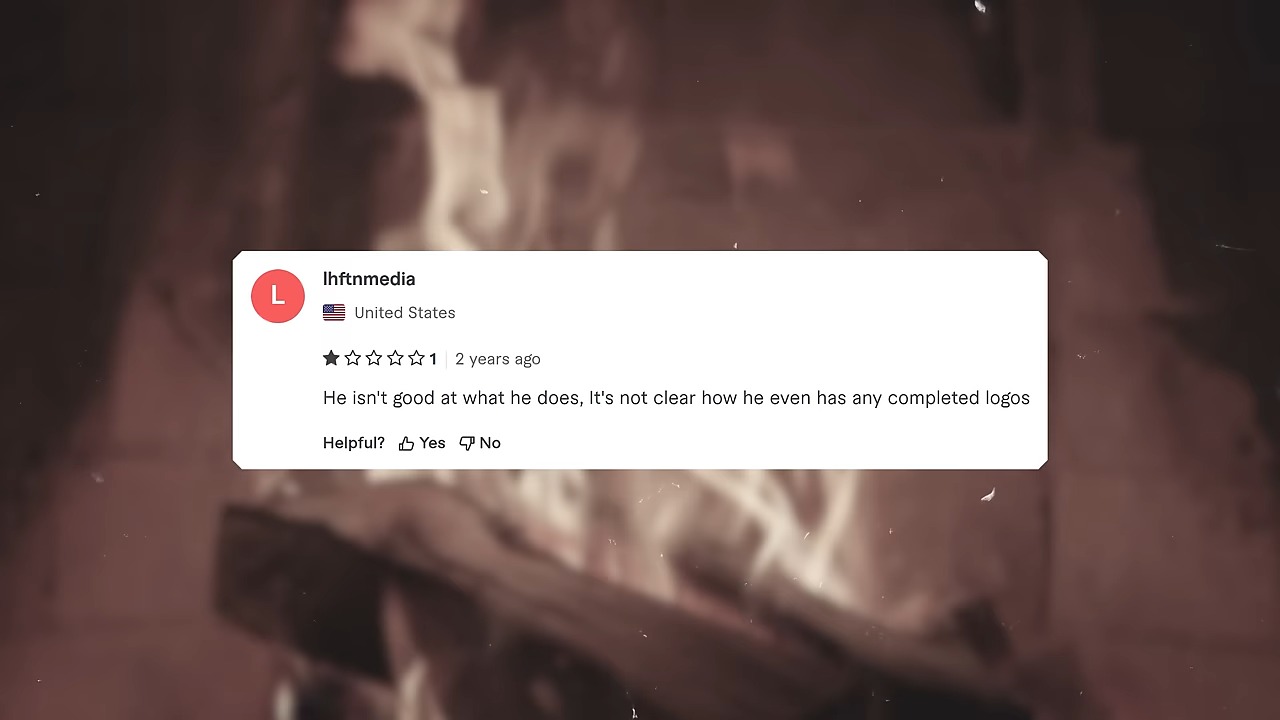 L
lhftnmedia
United States
1 2 years ago
He isn't good at what he does, It's not clear how he even has any completed logos
Helpful? Yes No